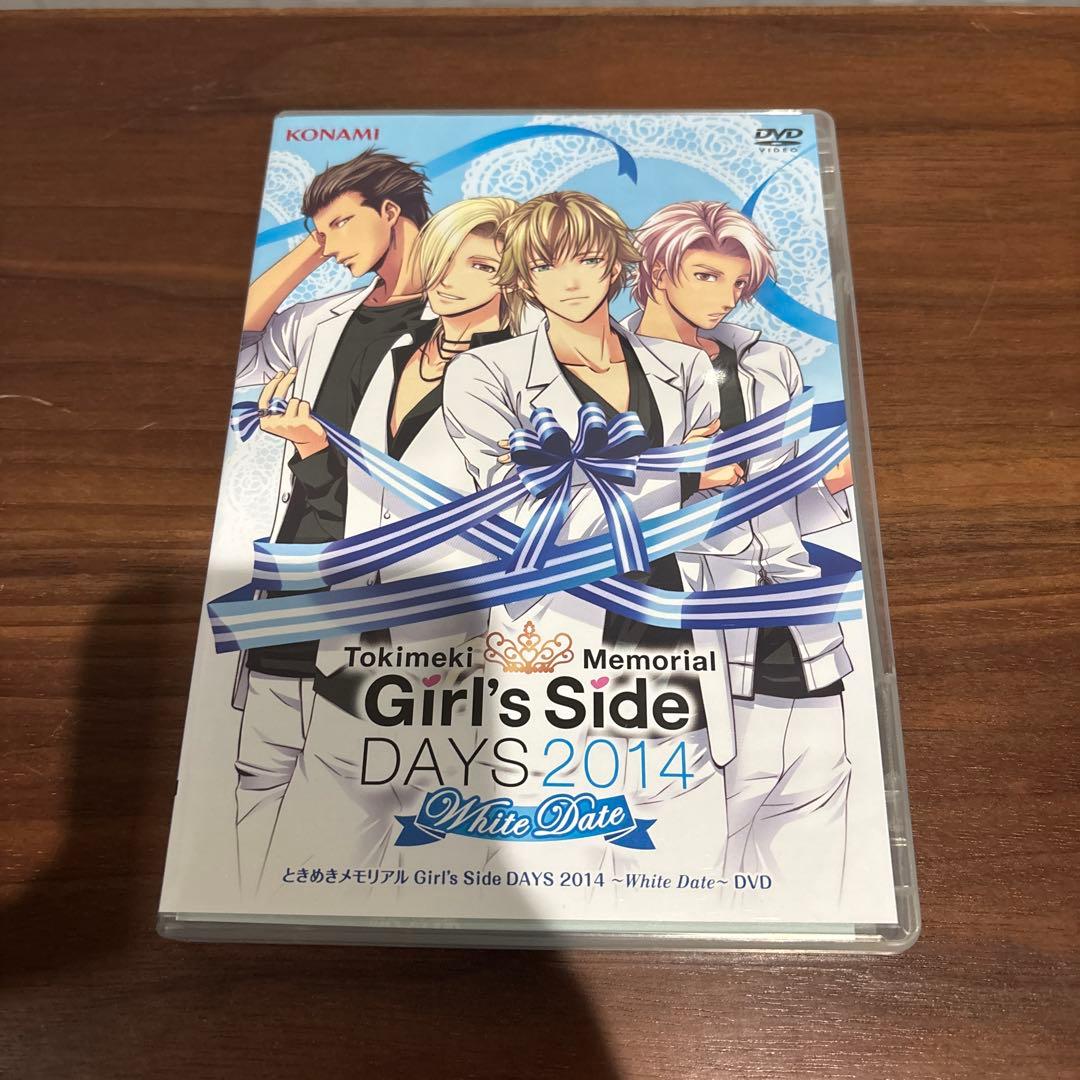 KONAMI
DVD
VIDEO
Tokimeki Memorial
Girl's Side
DAYS 2014
White Date
ときめきメモリアル Girl's Side DAYS 2014 ～White Date～ DVD